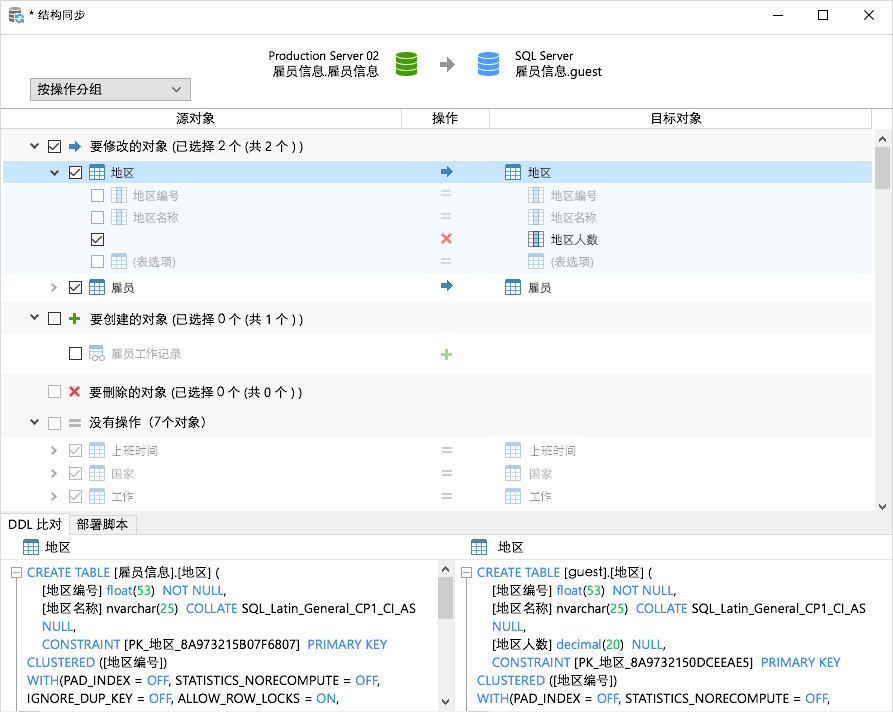 * 结构同步
Production Server 02
雇员信息.雇员信息
SQL Server
雇员信息.guest
按操作分组
源对象 操作 目标对象
要修改的对象 (已选择 2 个 (共 2 个 ) )
地区 地区
地区编号 = 地区编号
地区名称 = 地区名称
地区人数
(表选项) = (表选项)
雇员 雇员
要创建的对象 (已选择 0 个 (共 1 个 ) )
雇员工作记录
要删除的对象 (已选择 0 个 (共 0 个 ) )
没有操作（7个对象）
上班时间 = 上班时间
国家 = 国家
工作 = 工作
DDL 比对 部署脚本
地区
CREATE TABLE [雇员信息].[地区] (
[地区编号] float(53) NOT NULL,
[地区名称] nvarchar(25) COLLATE SQL_Latin_General_CP1_CI_AS
NULL,
CONSTRAINT [PK_地区_8A973215B07F6807] PRIMARY KEY
CLUSTERED ([地区编号])
WITH(PAD_INDEX = OFF, STATISTICS_NORECOMPUTE = OFF,
IGNORE_DUP_KEY = OFF, ALLOW_ROW_LOCKS = ON,
地区
CREATE TABLE [guest].[地区] (
[地区编号] float(53) NOT NULL,
[地区名称] nvarchar(25) COLLATE SQL_Latin_General_CP1_CI_AS
NULL,
[地区人数] decimal(20) NULL,
CONSTRAINT [PK_地区_8A9732150DCEEAE5] PRIMARY KEY
CLUSTERED ([地区编号])
WITH(PAD_INDEX = OFF, STATISTICS_NORECOMPUTE = OFF,